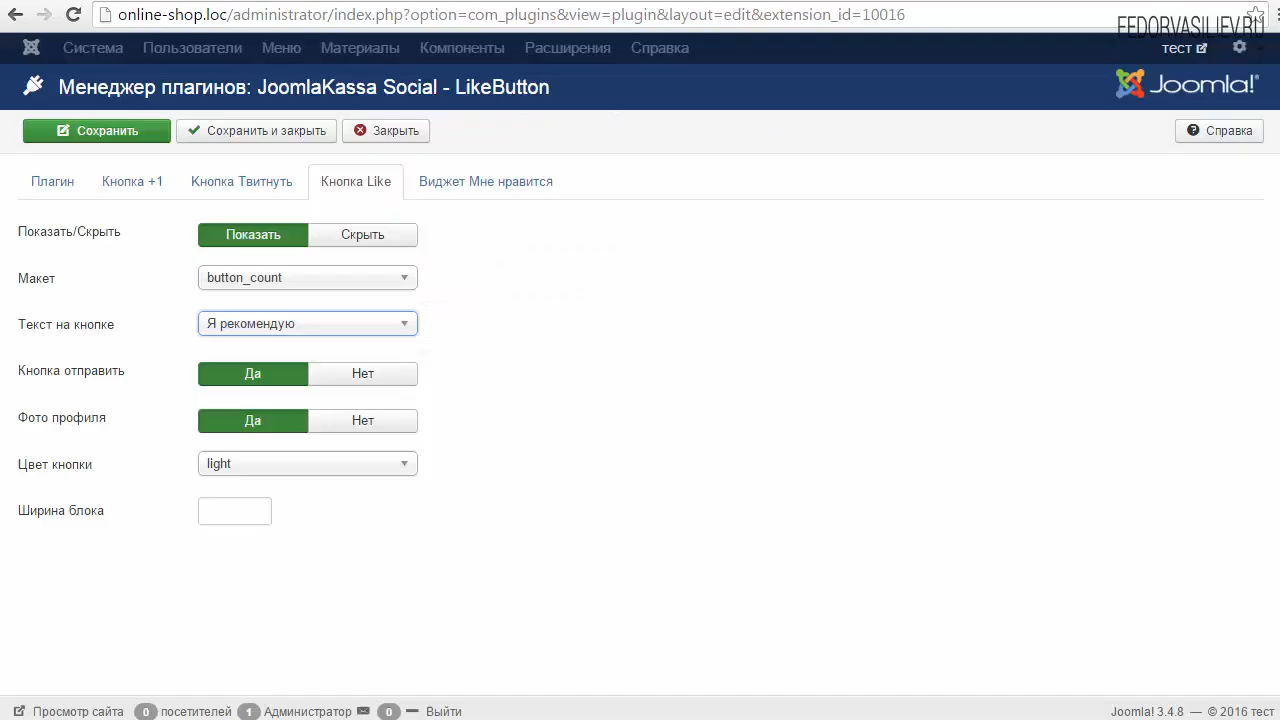 online-shop.loc/administrator/index.php?option=com_plugins&view=plugin&layout=edit&extension_id=10016
FEDORVASILIEV.RU
Система Пользователи Меню Материалы Компоненты Расширения Справка тест
Менеджер плагинов: JoomlaKassa Social - LikeButton Joomla!®
Сохранить Сохранить и закрыть Закрыть Справка
Плагин Кнопка +1 Кнопка Твитнуть Кнопка Like Виджет Мне нравится
Показать/Скрыть Показать Скрыть
Макет button_count
Текст на кнопке Я рекомендую
Кнопка отправить Да Нет
Фото профиля Да Нет
Цвет кнопки light
Ширина блока
Просмотр сайта 0 посетителей 1 Администратор 0 Выйти Joomla! 3.4.8 — © 2016 тест